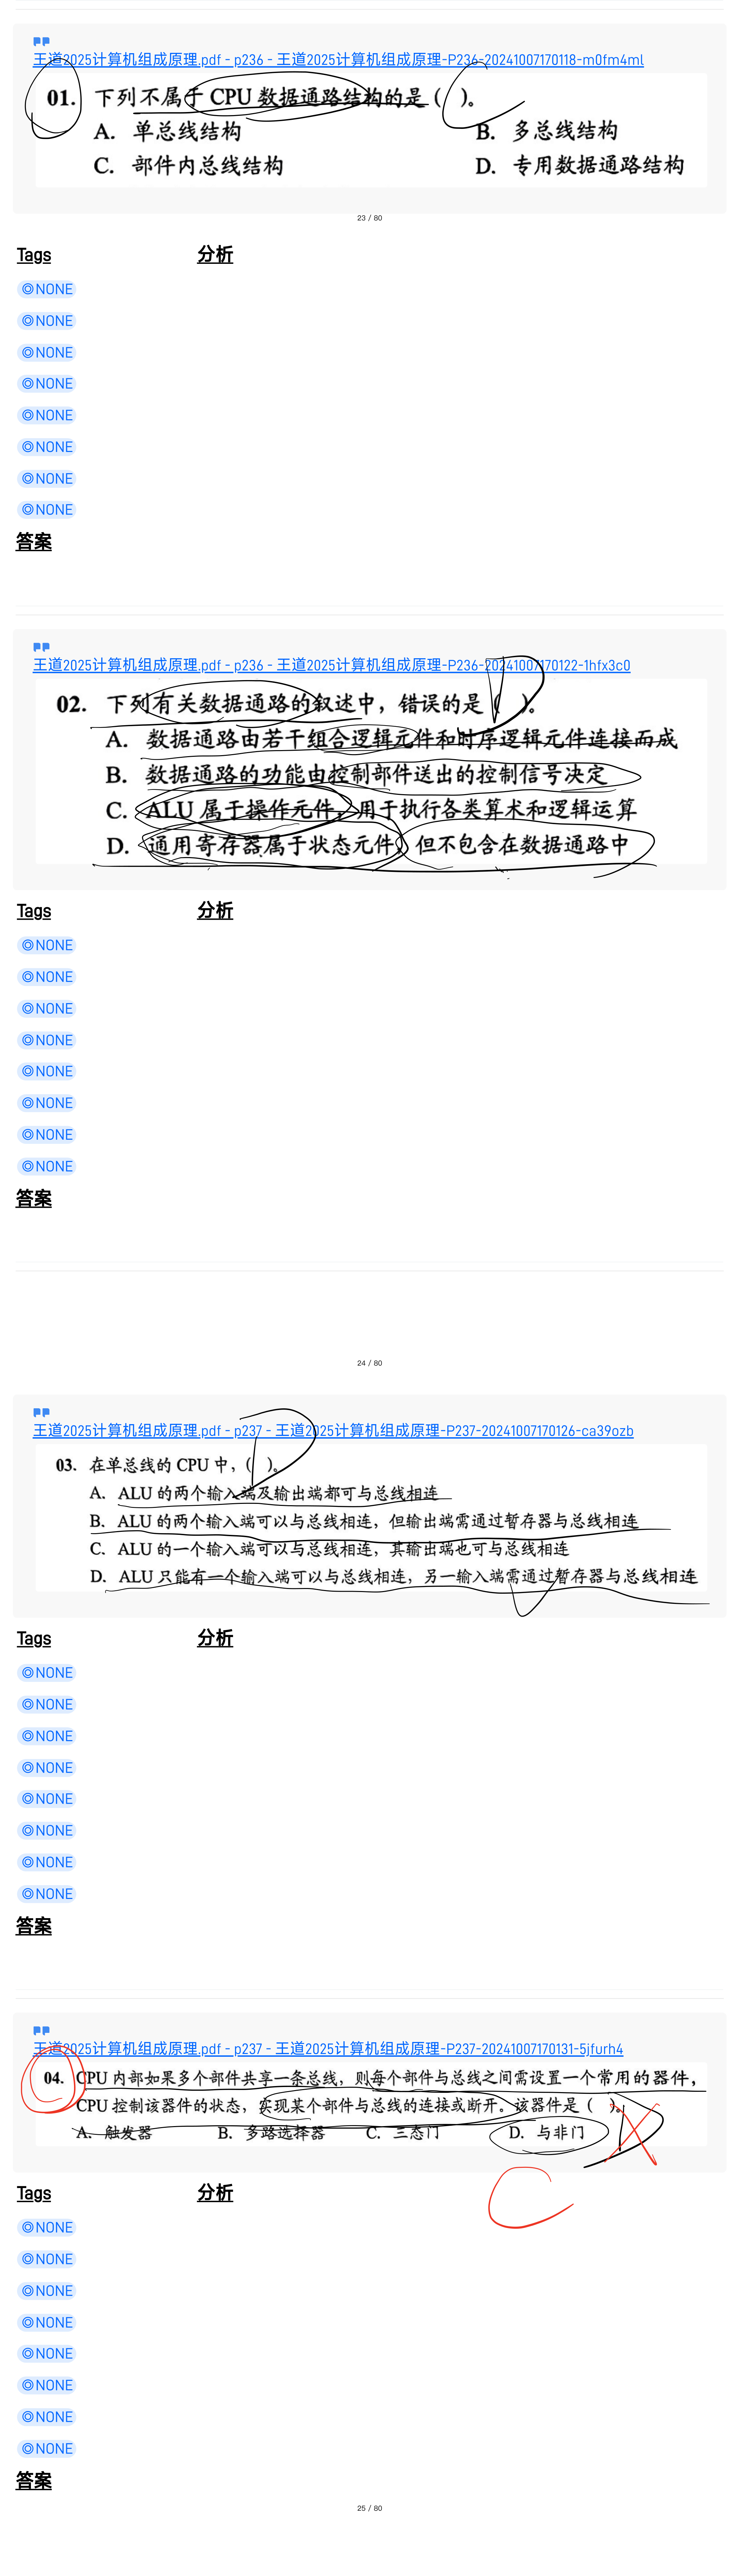 王道2025计算机组成原理.pdf - p236 - 王道2025计算机组成原理-P236-20241007170118-m0fm4ml
01. 下列不属于 CPU 数据通路结构的是 ( )。
C
A. 单总线结构 B. 多总线结构
C. 部件内总线结构 D. 专用数据通路结构
23 / 80
Tags 分析
◎NONE
◎NONE
◎NONE
◎NONE
◎NONE
◎NONE
◎NONE
◎NONE
答案
王道2025计算机组成原理.pdf - p236 - 王道2025计算机组成原理-P236-20241007170122-1hfx3c0
02. 下列有关数据通路的叙述中，错误的是 ( )。
D
A. 数据通路由若干组合逻辑元件和时序逻辑元件连接而成
B. 数据通路的功能由控制部件送出的控制信号决定
C. ALU 属于操作元件，用于执行各类算术和逻辑运算
D. 通用寄存器属于状态元件，但不包含在数据通路中
Tags 分析
◎NONE
◎NONE
◎NONE
◎NONE
◎NONE
◎NONE
◎NONE
◎NONE
答案
24 / 80
王道2025计算机组成原理.pdf - p237 - 王道2025计算机组成原理-P237-20241007170126-ca39ozb
03. 在单总线的 CPU 中，( )。
D
A. ALU 的两个输入端及输出端都可与总线相连
B. ALU 的两个输入端可以与总线相连，但输出端需通过暂存器与总线相连
C. ALU 的一个输入端可以与总线相连，其输出端也可与总线相连
D. ALU 只能有一个输入端可以与总线相连，另一输入端需通过暂存器与总线相连
Tags 分析
◎NONE
◎NONE
◎NONE
◎NONE
◎NONE
◎NONE
◎NONE
◎NONE
答案
王道2025计算机组成原理.pdf - p237 - 王道2025计算机组成原理-P237-20241007170131-5jfurh4
04. CPU 内部如果多个部件共享一条总线，则每个部件与总线之间需设置一个常用的器件，
CPU 控制该器件的状态，实现某个部件与总线的连接或断开。该器件是 ( )。
D
A. 触发器 B. 多路选择器 C. 三态门 D. 与非门
C
Tags 分析
◎NONE
◎NONE
◎NONE
◎NONE
◎NONE
◎NONE
◎NONE
◎NONE
答案
25 / 80